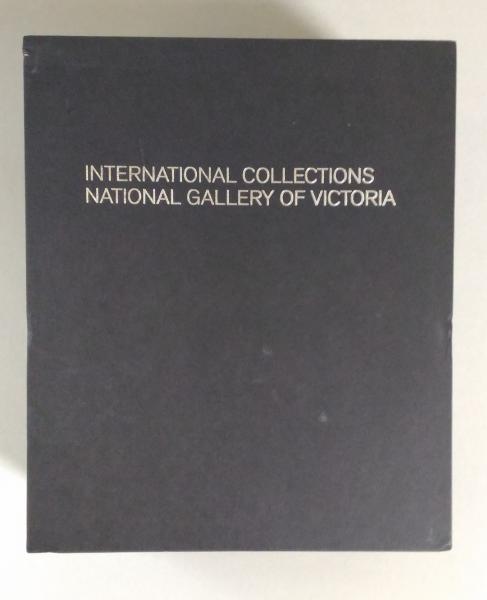 INTERNATIONAL COLLECTIONS
NATIONAL GALLERY OF VICTORIA